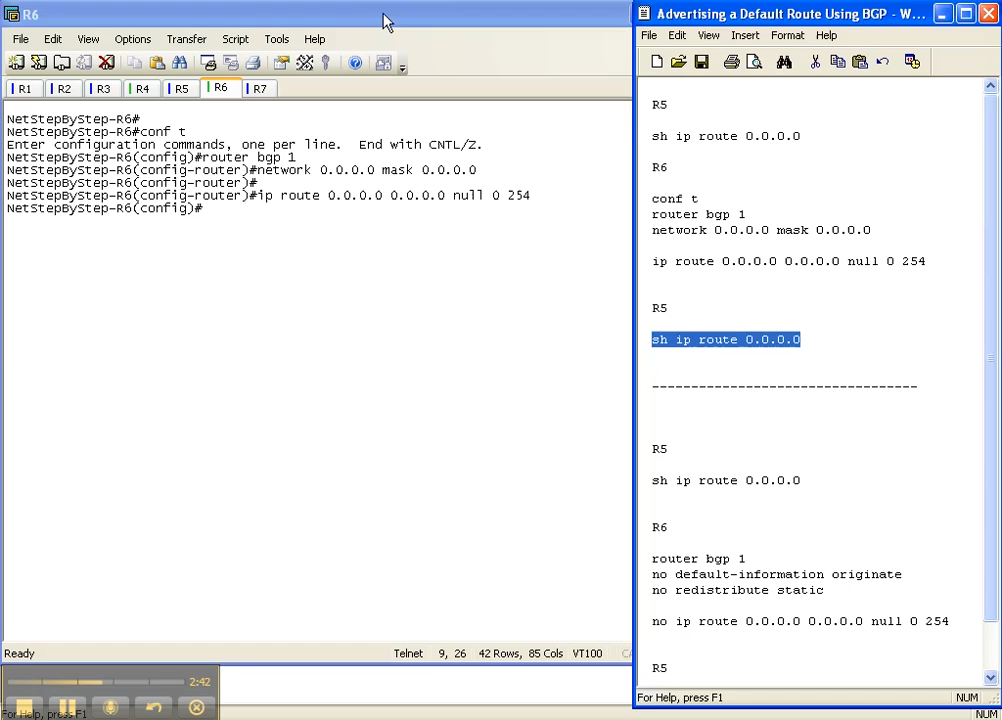 R6
File Edit View Options Transfer Script Tools Help
R1 R2 R3 R4 R5 R6 R7
NetStepByStep-R6#
NetStepByStep-R6#conf t
Enter configuration commands, one per line.  End with CNTL/Z.
NetStepByStep-R6(config)#router bgp 1
NetStepByStep-R6(config-router)#network 0.0.0.0 mask 0.0.0.0
NetStepByStep-R6(config-router)#
NetStepByStep-R6(config-router)#ip route 0.0.0.0 0.0.0.0 null 0 254
NetStepByStep-R6(config)#
Ready Telnet 9, 26 42 Rows, 85 Cols VT100
2:42
For Help, press F1
Advertising a Default Route Using BGP - W...
File Edit View Insert Format Help
R5
sh ip route 0.0.0.0
R6
conf t
router bgp 1
network 0.0.0.0 mask 0.0.0.0
ip route 0.0.0.0 0.0.0.0 null 0 254
R5
sh ip route 0.0.0.0
----------------------------------
R5
sh ip route 0.0.0.0
R6
router bgp 1
no default-information originate
no redistribute static
no ip route 0.0.0.0 0.0.0.0 null 0 254
R5
For Help, press F1 NUM
NUM